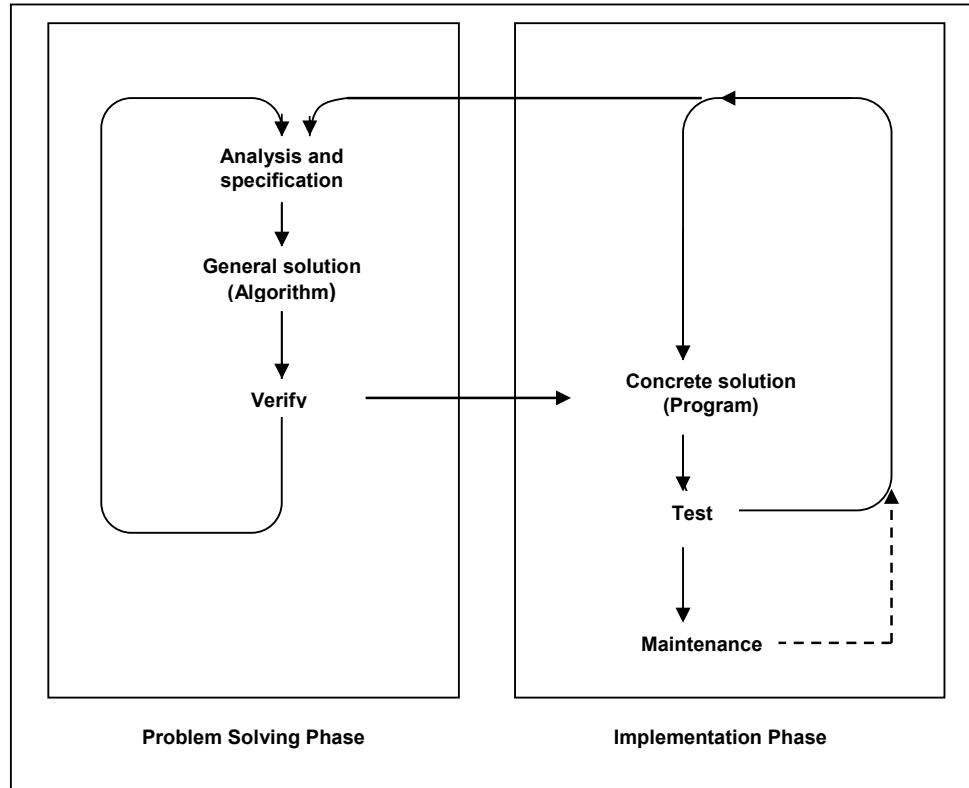 Analysis and
specification
General solution
(Algorithm)
Verify
Concrete solution
(Program)
Test
Maintenance
Problem Solving Phase
Implementation Phase